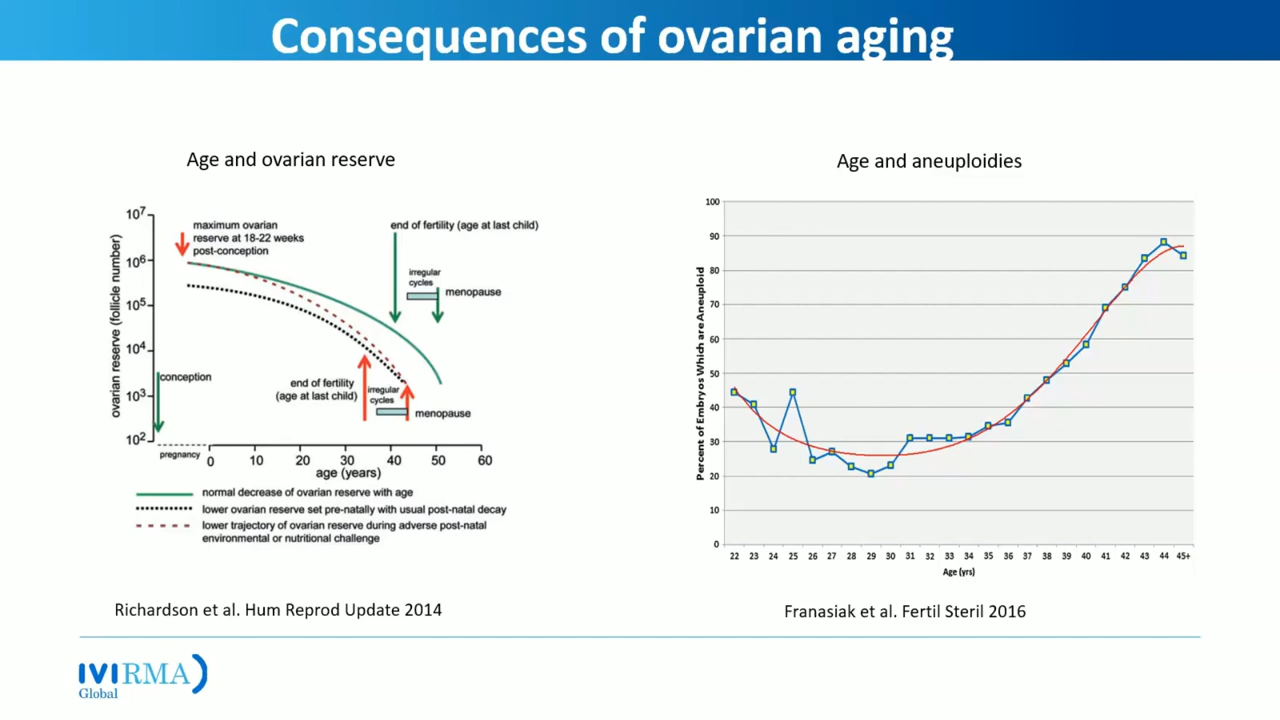 Consequences of ovarian aging
Age and ovarian reserve
ovarian reserve (follicle number)
10⁷
10⁶
10⁵
10⁴
10³
10²
maximum ovarian
reserve at 18-22 weeks
post-conception
end of fertility (age at last child)
irregular
cycles
menopause
conception
end of fertility
(age at last child)
irregular
cycles
menopause
pregnancy
0 10 20 30 40 50 60
age (years)
normal decrease of ovarian reserve with age
lower ovarian reserve set pre-natally with usual post-natal decay
lower trajectory of ovarian reserve during adverse post-natal
environmental or nutritional challenge
Richardson et al. Hum Reprod Update 2014
Age and aneuploidies
Percent of Embryos Which are Aneuploid
100
90
80
70
60
50
40
30
20
10
0
22 23 24 25 26 27 28 29 30 31 32 33 34 35 36 37 38 39 40 41 42 43 44 45+
Age (yrs)
Franasiak et al. Fertil Steril 2016
IVIRMA
Global